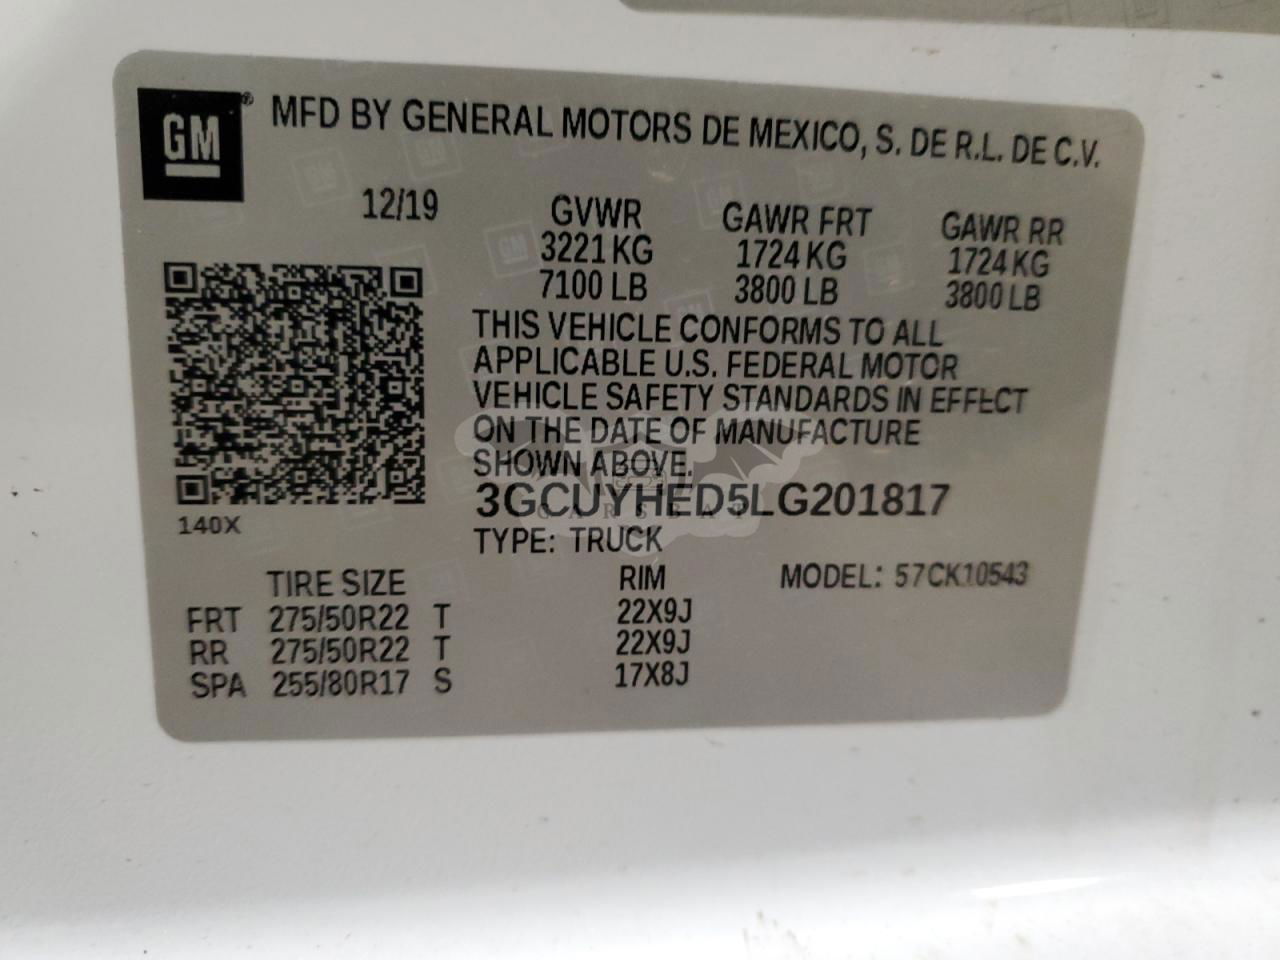 GM® MFD BY GENERAL MOTORS DE MEXICO, S. DE R.L. DE C.V.
12/19 GVWR GAWR FRT GAWR RR
3221 KG 1724 KG 1724 KG
7100 LB 3800 LB 3800 LB
THIS VEHICLE CONFORMS TO ALL
APPLICABLE U.S. FEDERAL MOTOR
VEHICLE SAFETY STANDARDS IN EFFECT
ON THE DATE OF MANUFACTURE
SHOWN ABOVE.
3GCUYHED5LG201817
CARSBAT
140X
TYPE: TRUCK
TIRE SIZE RIM MODEL: 57CK10543
FRT 275/50R22 T 22X9J
RR 275/50R22 T 22X9J
SPA 255/80R17 S 17X8J